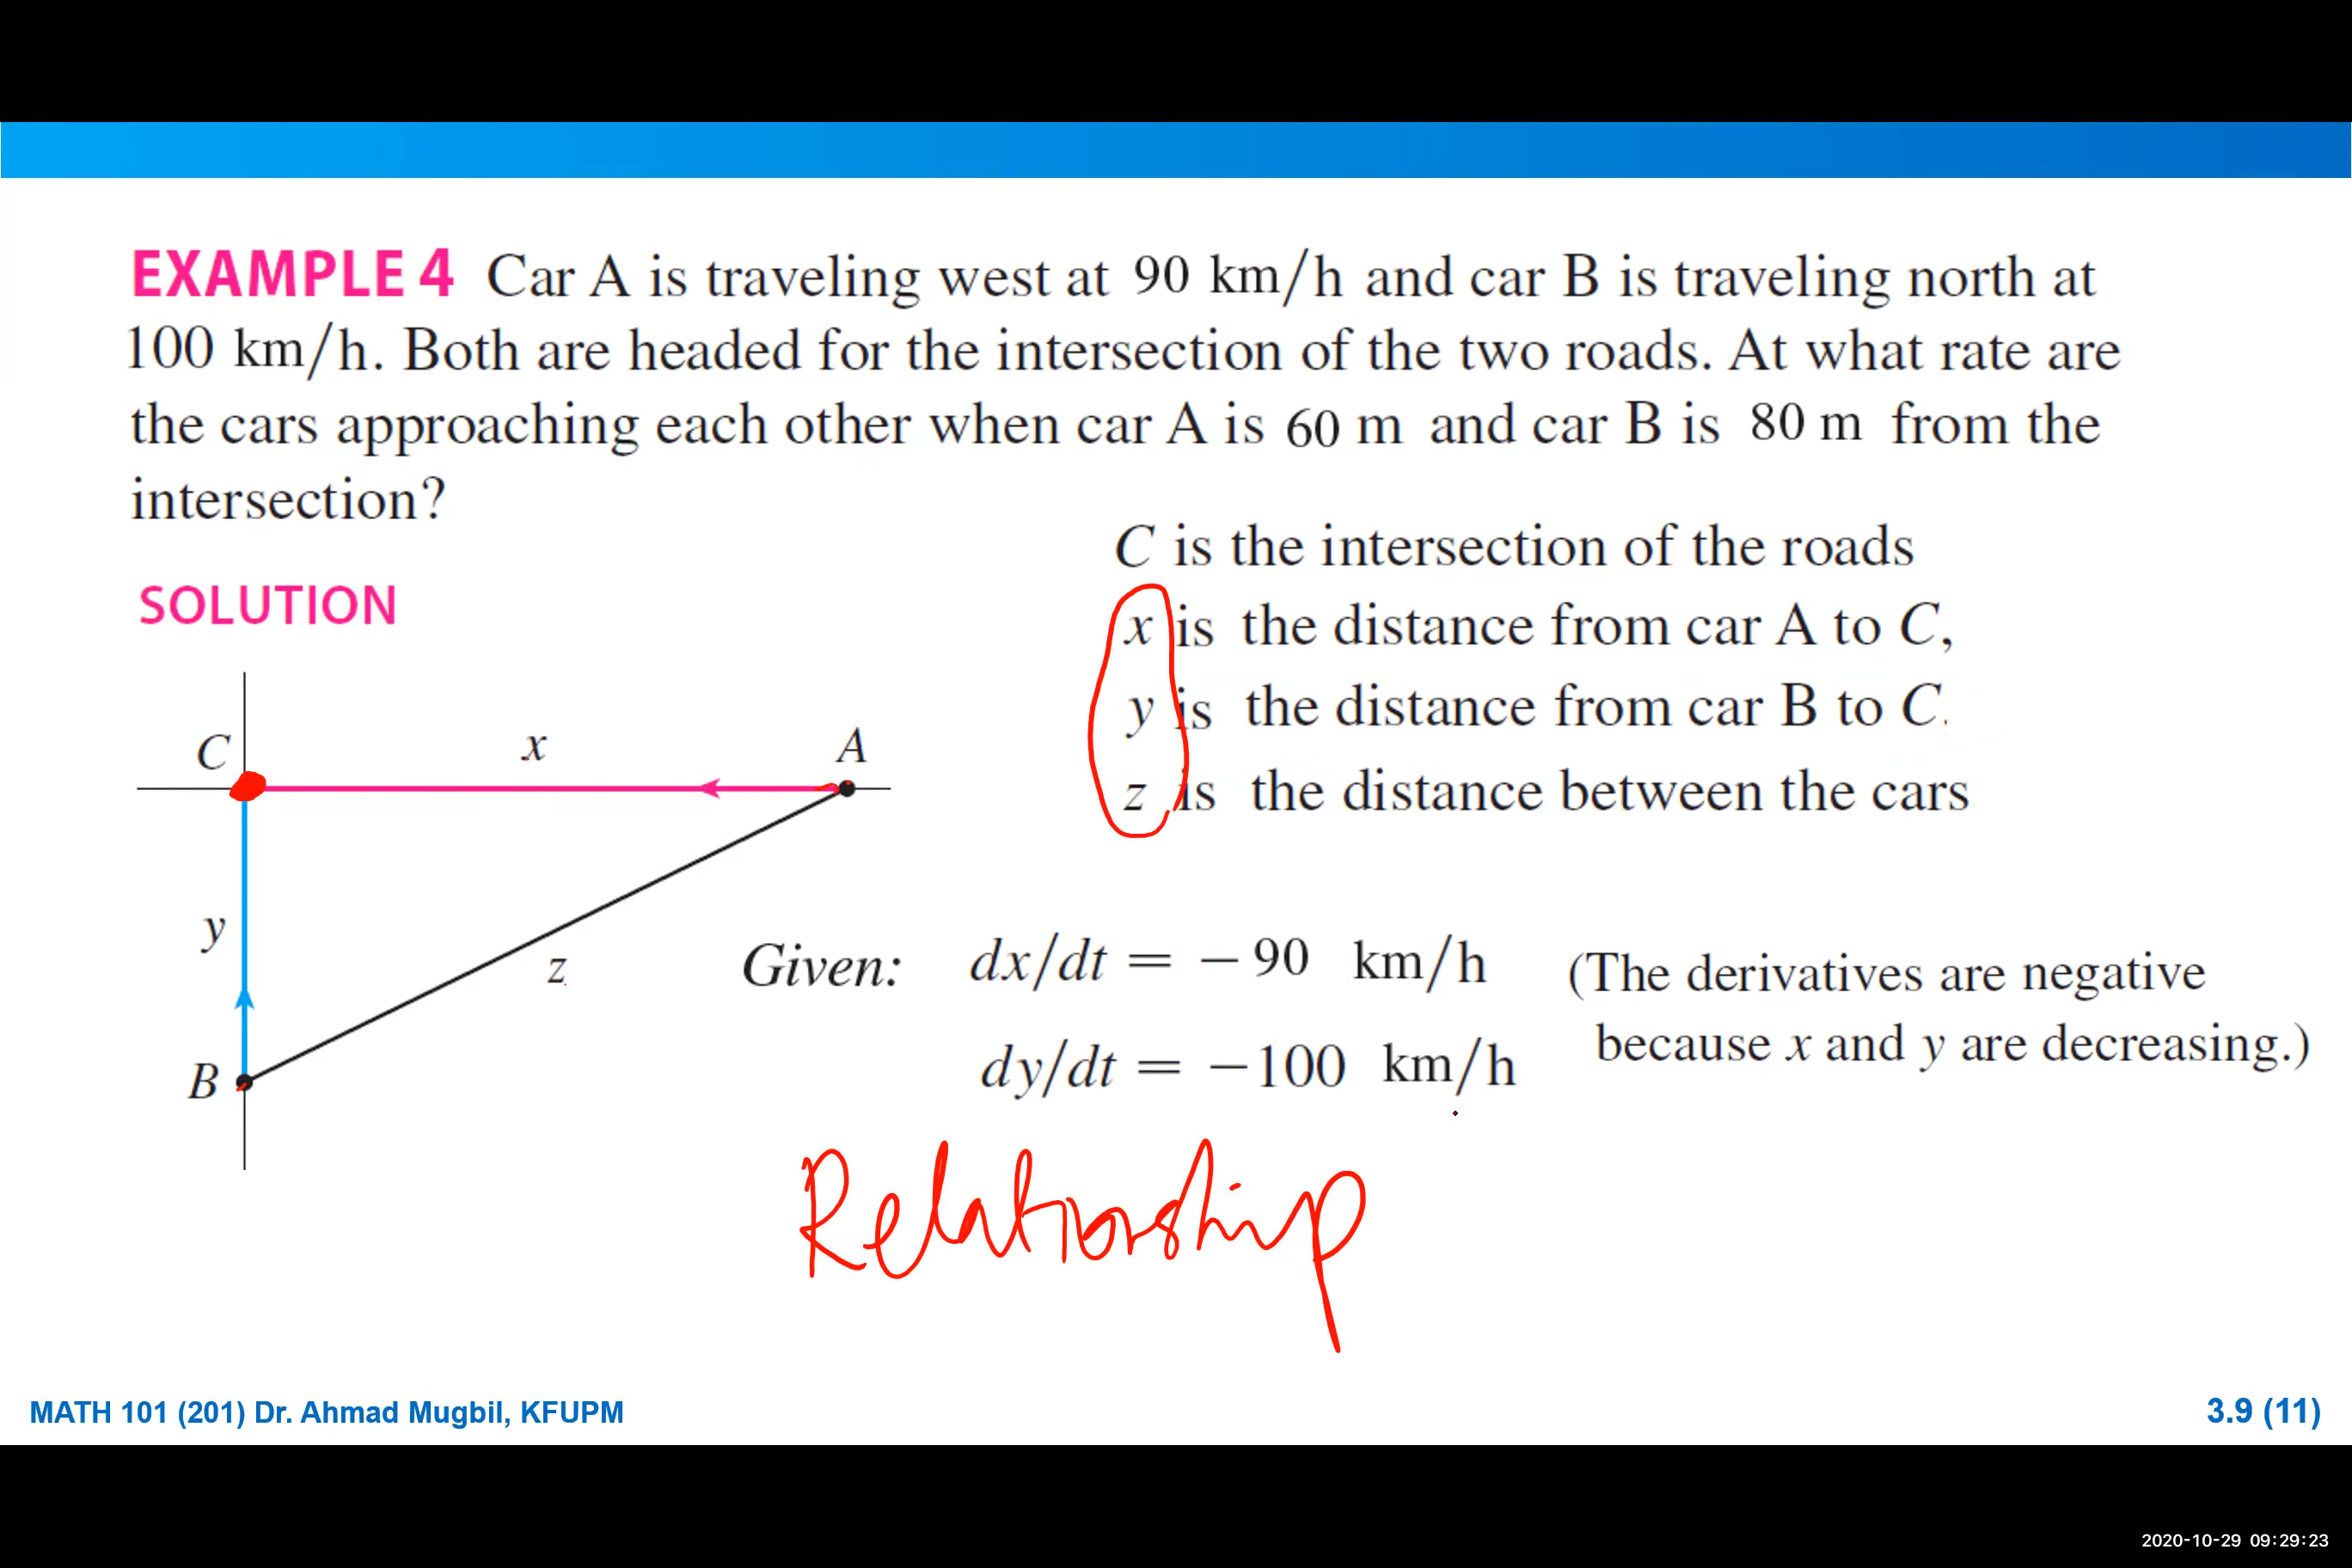 EXAMPLE 4 Car A is traveling west at 90 km/h and car B is traveling north at
100 km/h. Both are headed for the intersection of the two roads. At what rate are
the cars approaching each other when car A is 60 m and car B is 80 m from the
intersection?
C is the intersection of the roads
SOLUTION
x is the distance from car A to C,
y is the distance from car B to C.
z is the distance between the cars
C
x
A
y
z
B
Given: dx/dt = −90 km/h
dy/dt = −100 km/h
(The derivatives are negative
because x and y are decreasing.)
Relationship
MATH 101 (201) Dr. Ahmad Mugbil, KFUPM
3.9 (11)
2020-10-29 09:29:23